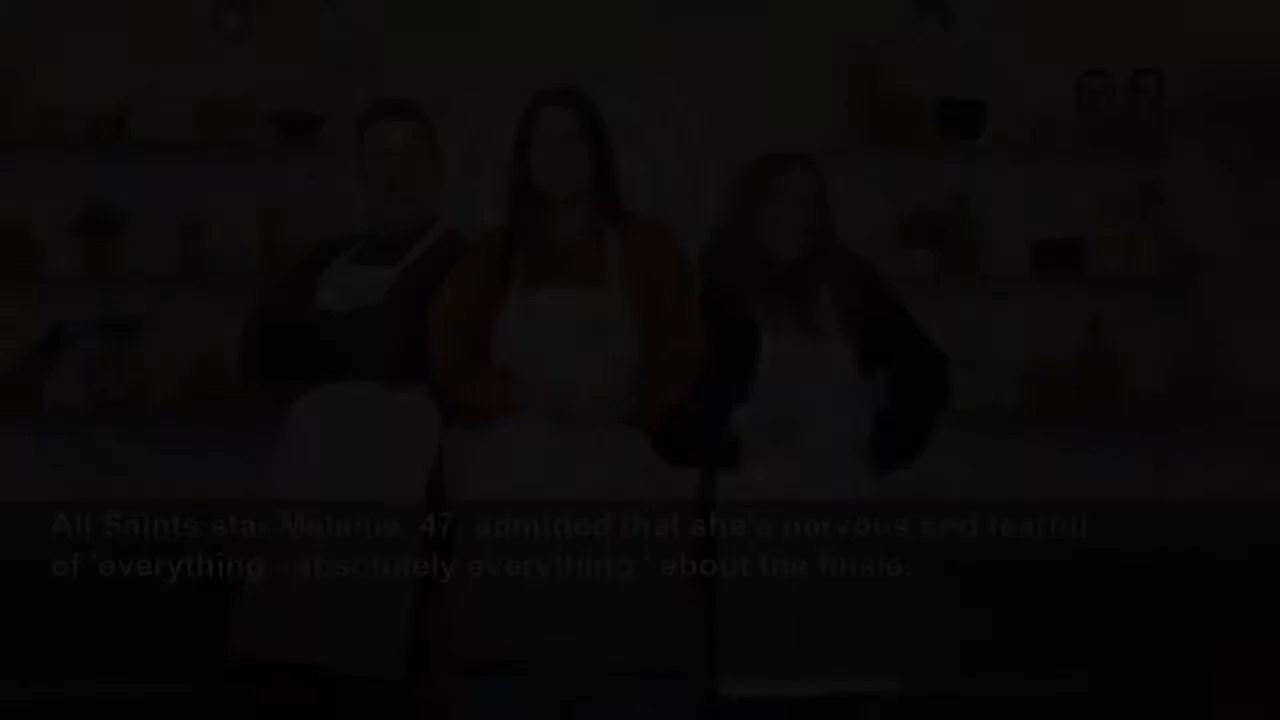 All Saints star Melanie, 47, admitted that she's nervous and fearful
of 'everything - absolutely everything' about the finale.